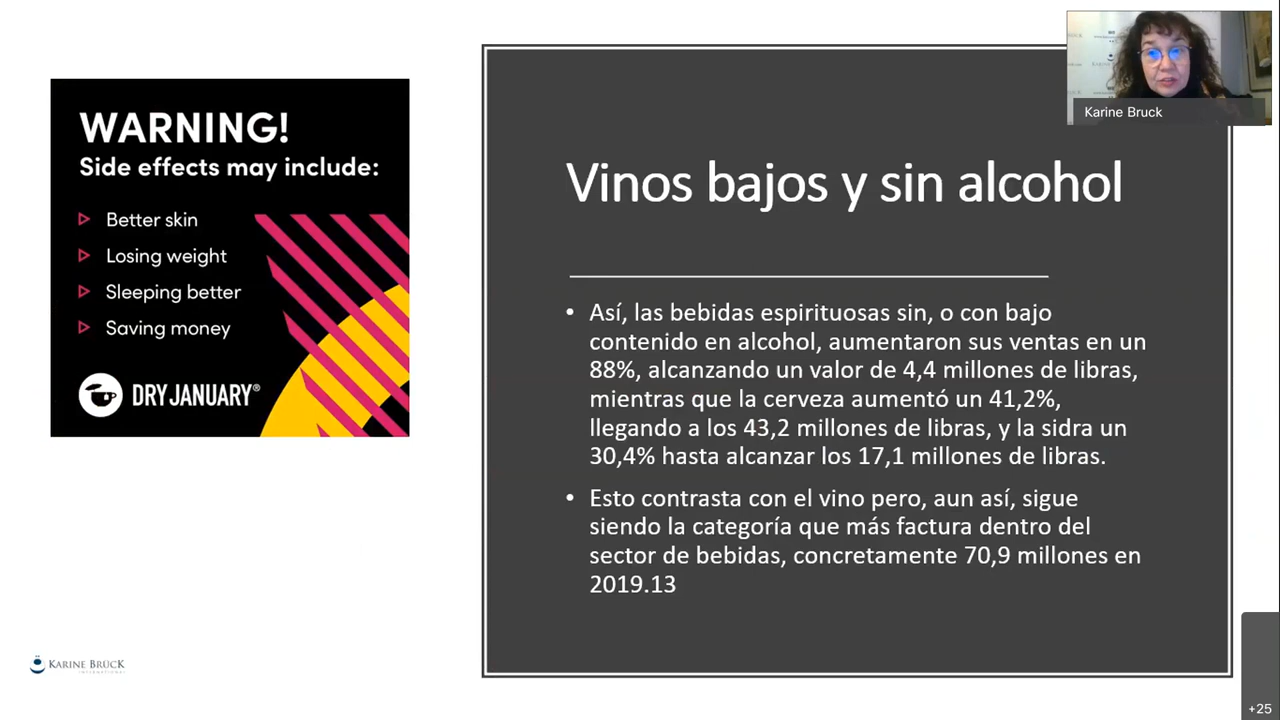 WARNING!
Side effects may include:
Better skin
Losing weight
Sleeping better
Saving money
DRY JANUARY®
KARINE BRÜCK
INTERNATIONAL
Karine Bruck
Vinos bajos y sin alcohol
• Así, las bebidas espirituosas sin, o con bajo
contenido en alcohol, aumentaron sus ventas en un
88%, alcanzando un valor de 4,4 millones de libras,
mientras que la cerveza aumentó un 41,2%,
llegando a los 43,2 millones de libras, y la sidra un
30,4% hasta alcanzar los 17,1 millones de libras.
• Esto contrasta con el vino pero, aun así, sigue
siendo la categoría que más factura dentro del
sector de bebidas, concretamente 70,9 millones en
2019.13
+25